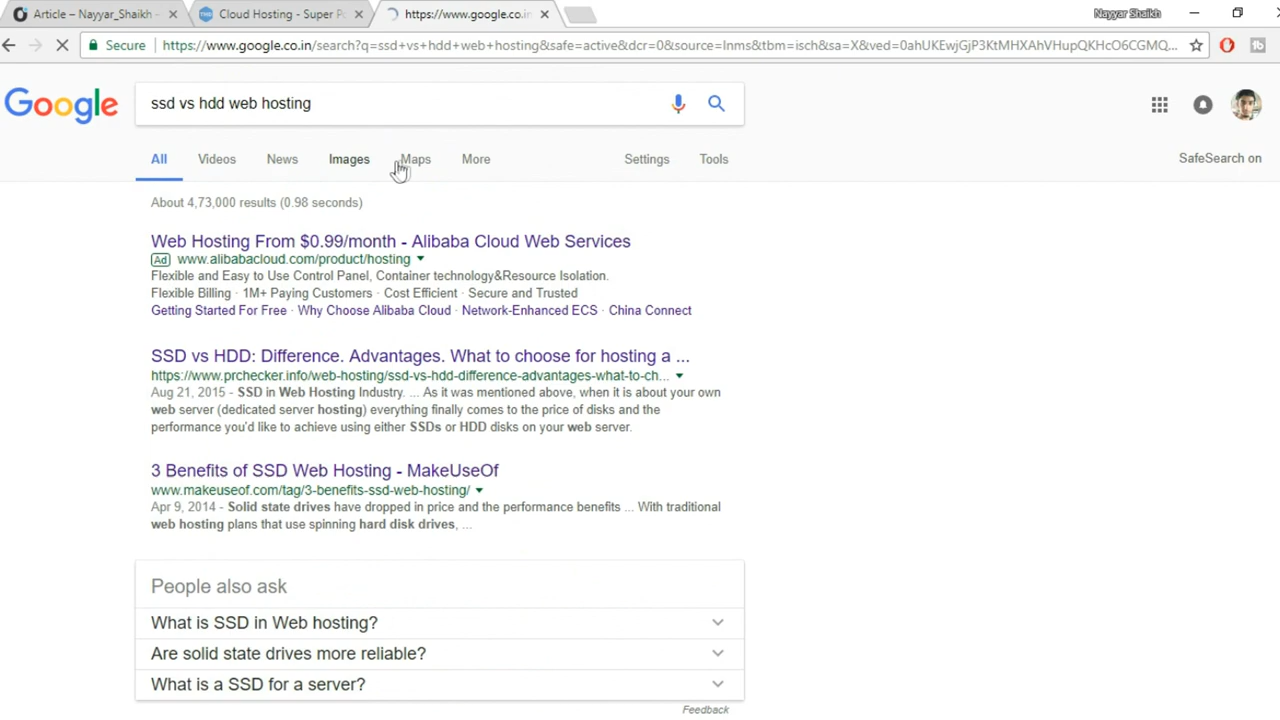 Article – Nayyar_Shaikh -
Cloud Hosting - Super Po
https://www.google.co.in
Nayyar Shaikh
Secure
https://www.google.co.in/search?q=ssd+vs+hdd+web+hosting&safe=active&dcr=0&source=lnms&tbm=isch&sa=X&ved=0ahUKEwjGjP3KtMHXAhVHupQKHcO6CGMQ...
Google
ssd vs hdd web hosting
All
Videos
News
Images
Maps
More
Settings
Tools
SafeSearch on
About 4,73,000 results (0.98 seconds)
Web Hosting From $0.99/month - Alibaba Cloud Web Services
Ad www.alibabacloud.com/product/hosting
Flexible and Easy to Use Control Panel, Container technology&Resource Isolation.
Flexible Billing · 1M+ Paying Customers · Cost Efficient · Secure and Trusted
Getting Started For Free · Why Choose Alibaba Cloud · Network-Enhanced ECS · China Connect
SSD vs HDD: Difference. Advantages. What to choose for hosting a ...
https://www.prchecker.info/web-hosting/ssd-vs-hdd-difference-advantages-what-to-ch...
Aug 21, 2015 - SSD in Web Hosting Industry. ... As it was mentioned above, when it is about your own
web server (dedicated server hosting) everything finally comes to the price of disks and the
performance you'd like to achieve using either SSDs or HDD disks on your web server.
3 Benefits of SSD Web Hosting - MakeUseOf
www.makeuseof.com/tag/3-benefits-ssd-web-hosting/
Apr 9, 2014 - Solid state drives have dropped in price and the performance benefits ... With traditional
web hosting plans that use spinning hard disk drives, ...
People also ask
What is SSD in Web hosting?
Are solid state drives more reliable?
What is a SSD for a server?
Feedback